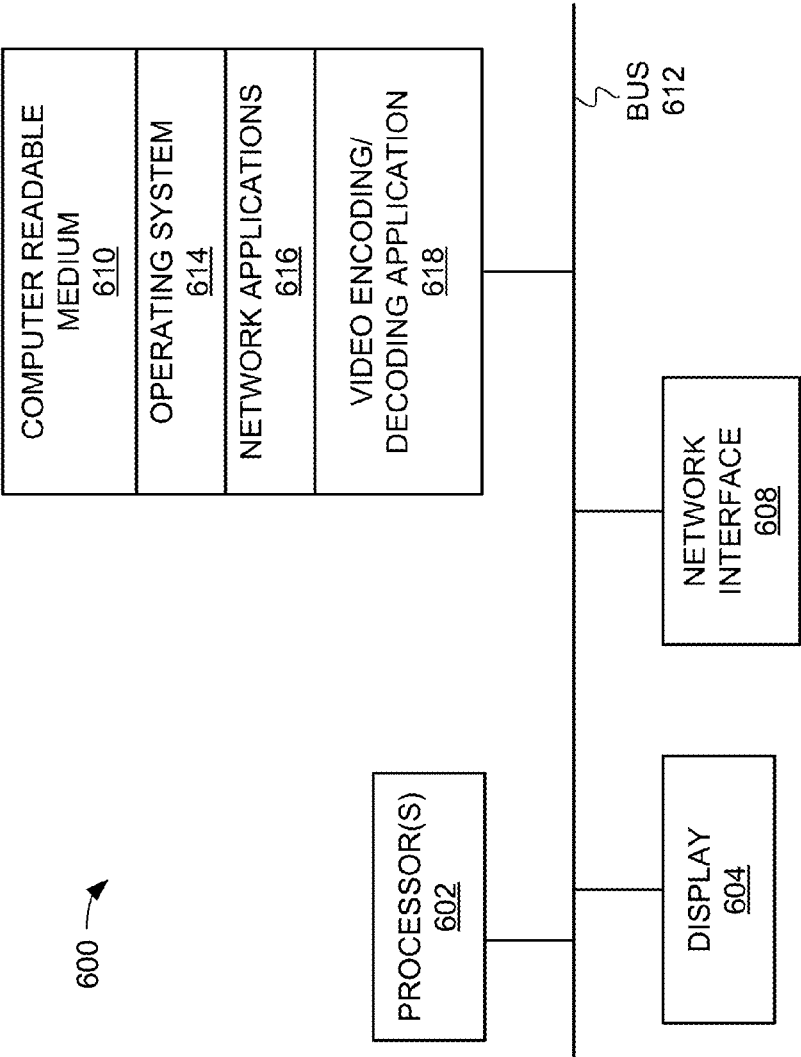 600
PROCESSOR(S)
602
COMPUTER READABLE
MEDIUM
610
OPERATING SYSTEM
614
NETWORK APPLICATIONS
616
VIDEO ENCODING/
DECODING APPLICATION
618
BUS
612
DISPLAY
604
NETWORK
INTERFACE
608